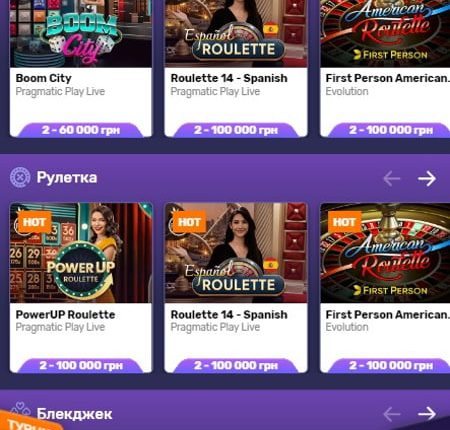 BOOM
City
Español
ROULETTE
American
Roulette
FIRST PERSON
Boom City
Pragmatic Play Live
2 - 60 000 грн
Roulette 14 - Spanish
Pragmatic Play Live
2 - 100 000 грн
First Person American.
Evolution
2 - 100 000 грн
Рулетка
HOT
36
29
25 28
POWER UP
ROULETTE
HOT
Español
ROULETTE
HOT
American
Roulette
FIRST PERSON
PowerUP Roulette
Pragmatic Play Live
2 - 100 000 грн
Roulette 14 - Spanish
Pragmatic Play Live
2 - 100 000 грн
First Person American.
Evolution
2 - 100 000 грн
Блекджек